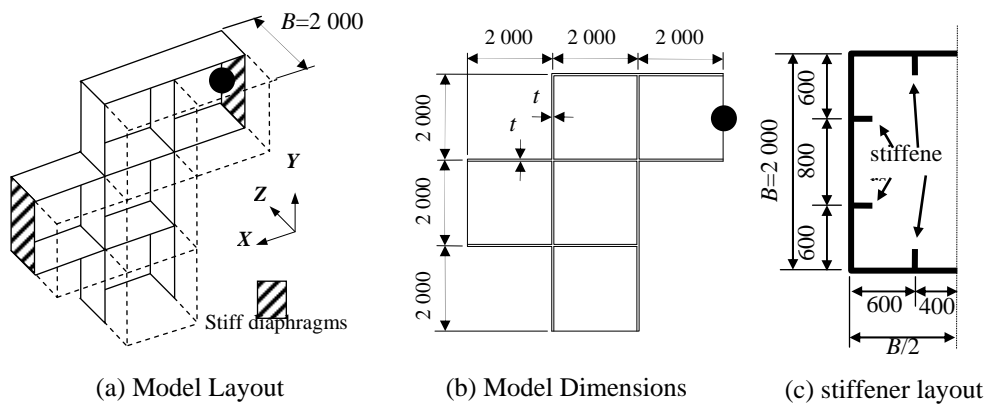 B=2 000
Y
Z
X
Stiff diaphragms
(a) Model Layout
2 000 2 000 2 000
t
t
2 000
2 000
2 000
(b) Model Dimensions
B=2 000
600
800
600
stiffene
rs
600 400
B/2
(c) stiffener layout